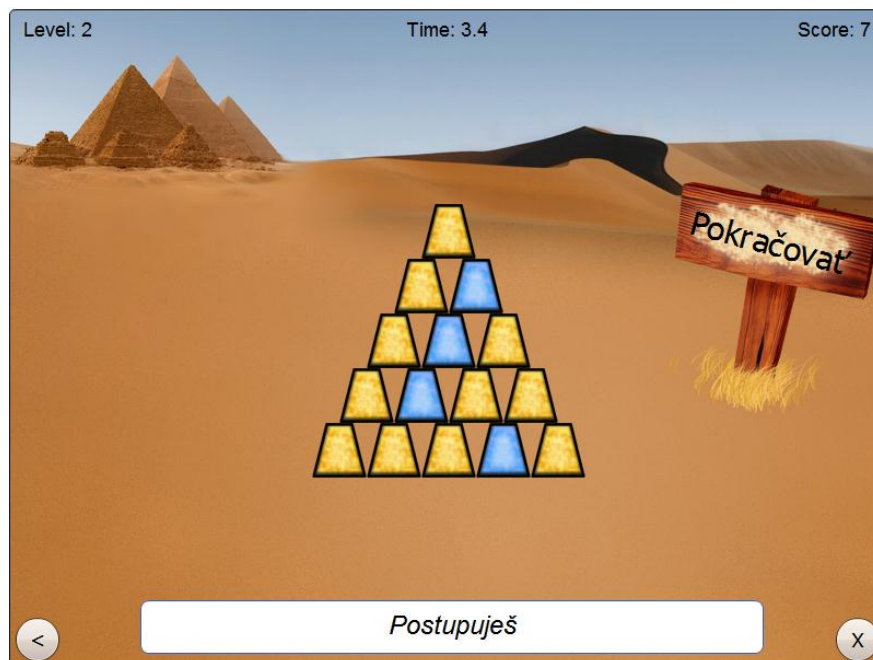 Level: 2
Time: 3.4
Score: 7
Pokračovať
Postupuješ
<
X